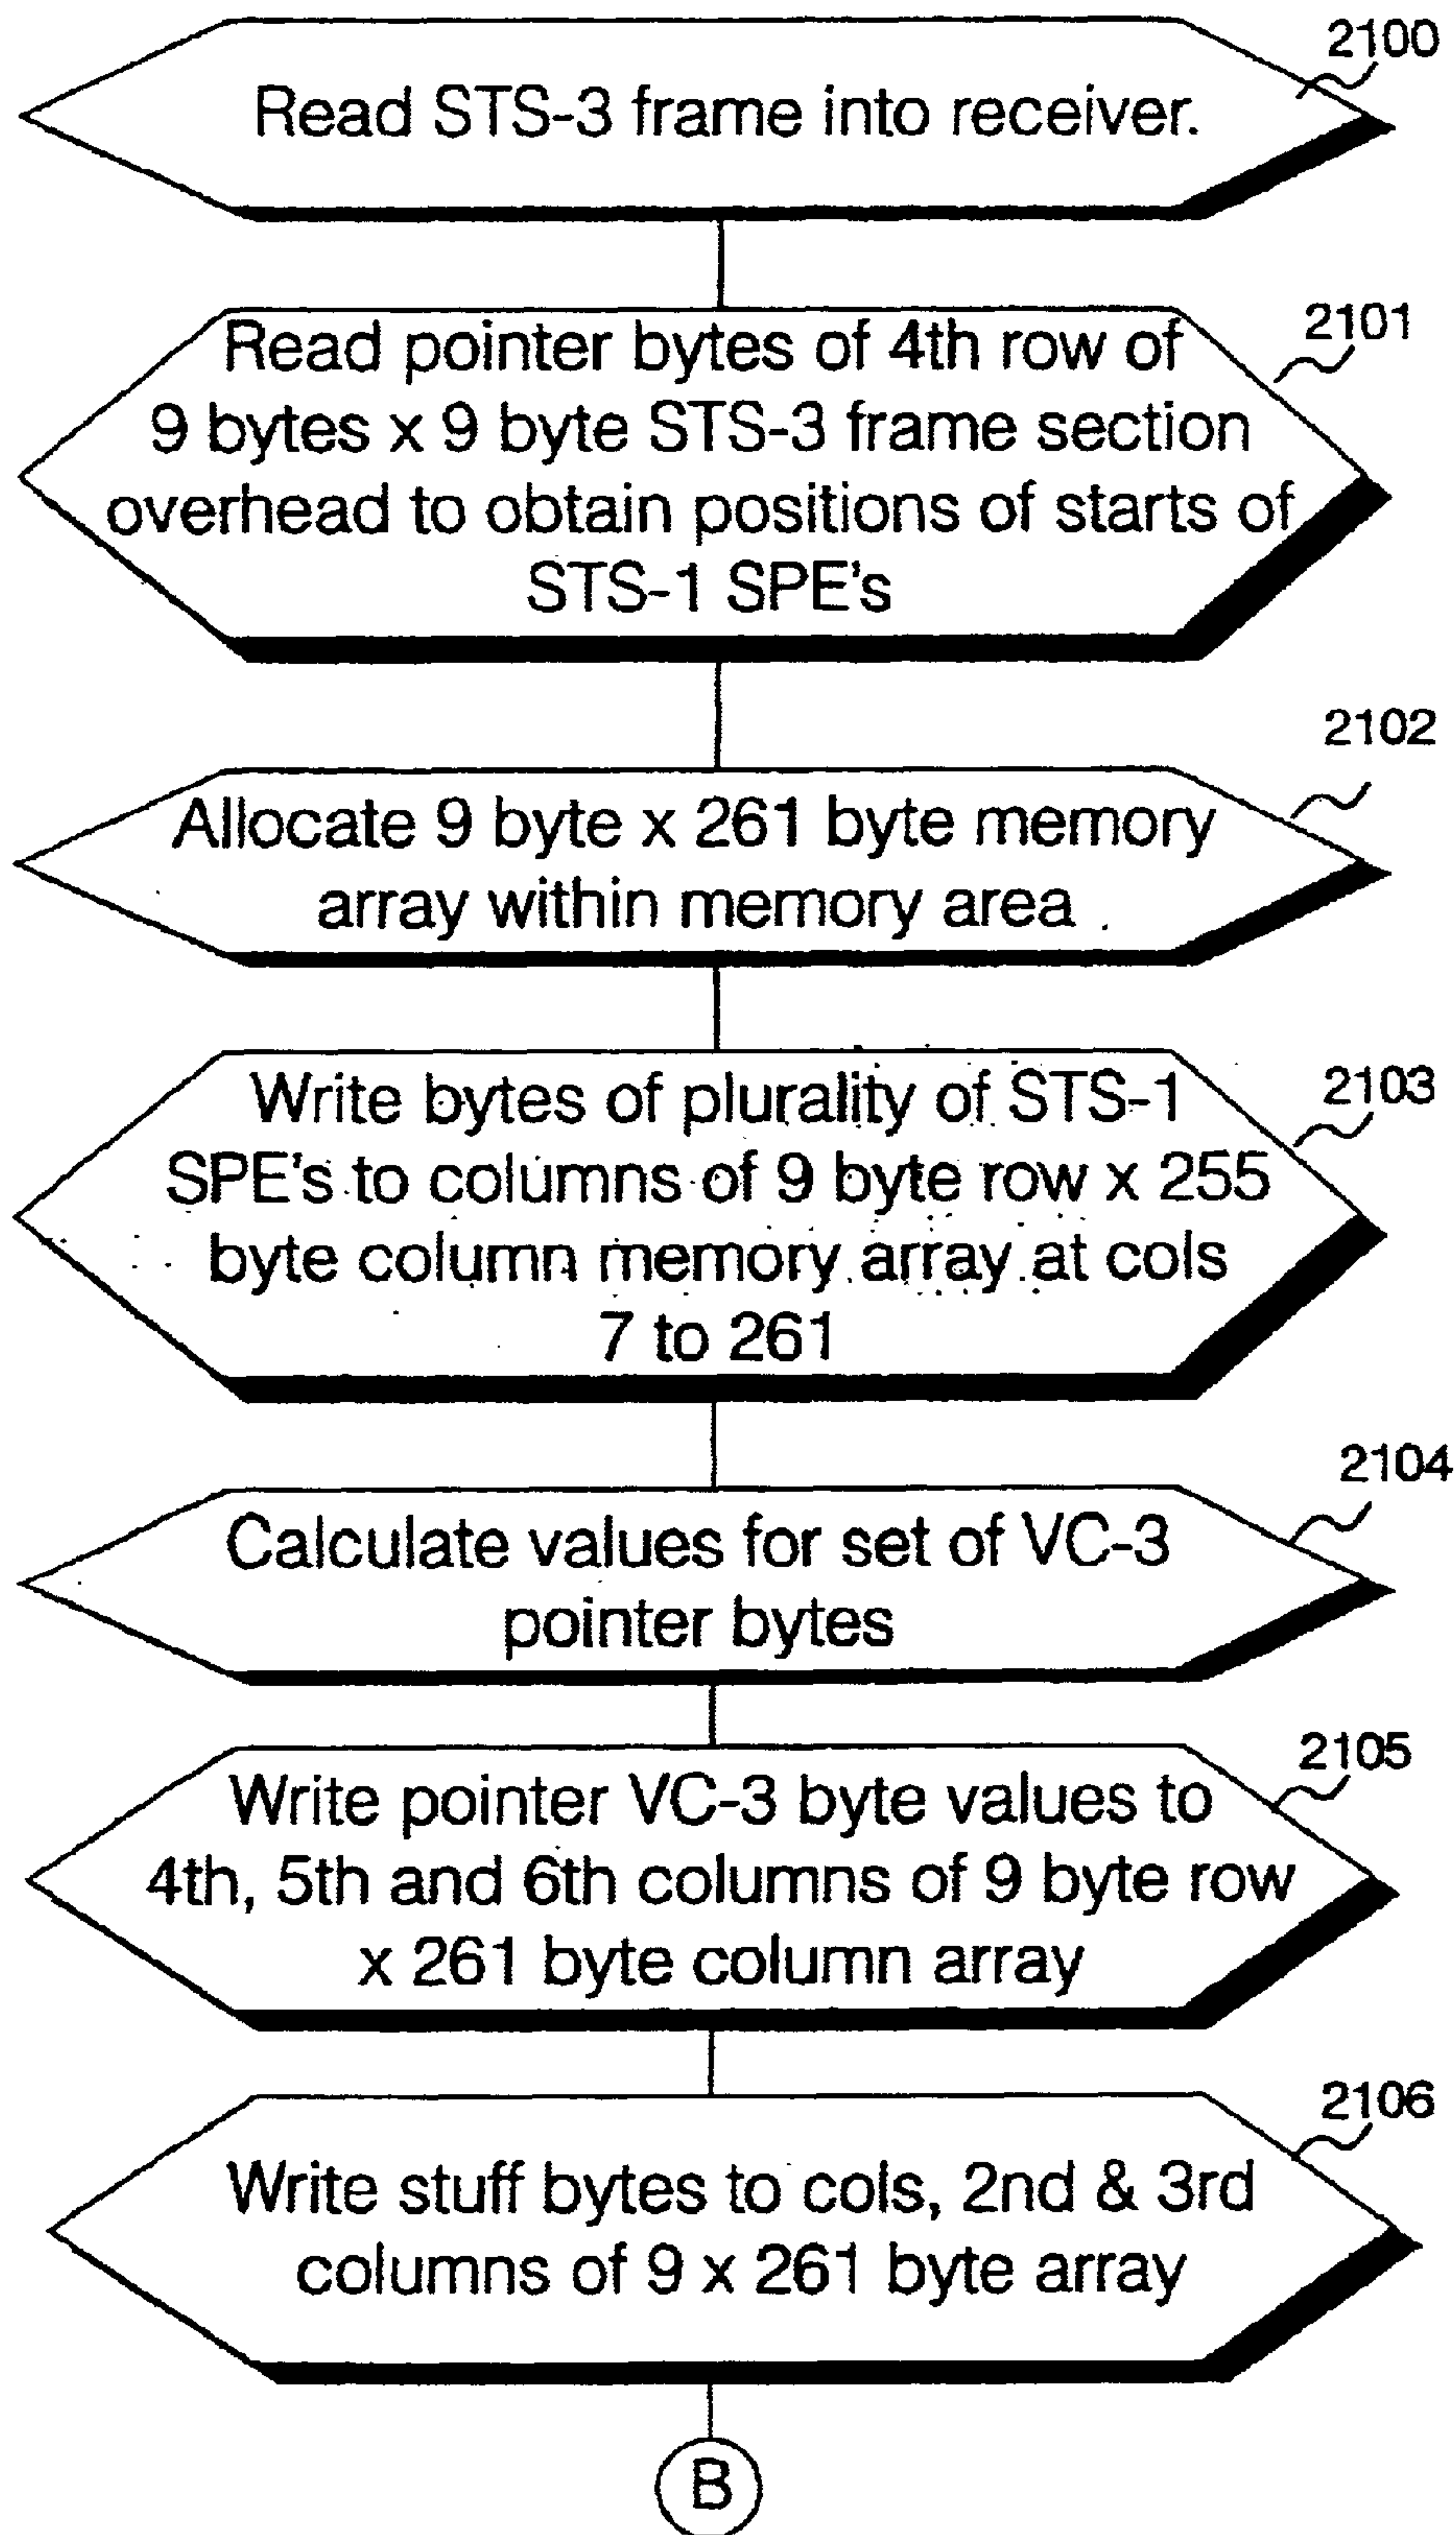 2100
Read STS-3 frame into receiver.
2101
Read pointer bytes of 4th row of
9 bytes x 9 byte STS-3 frame section
overhead to obtain positions of starts of
STS-1 SPE's
2102
Allocate 9 byte x 261 byte memory
array within memory area
2103
Write bytes of plurality of STS-1
SPE's to columns of 9 byte row x 255
byte column memory array at cols
7 to 261
2104
Calculate values for set of VC-3
pointer bytes
2105
Write pointer VC-3 byte values to
4th, 5th and 6th columns of 9 byte row
x 261 byte column array
2106
Write stuff bytes to cols, 2nd & 3rd
columns of 9 x 261 byte array
B